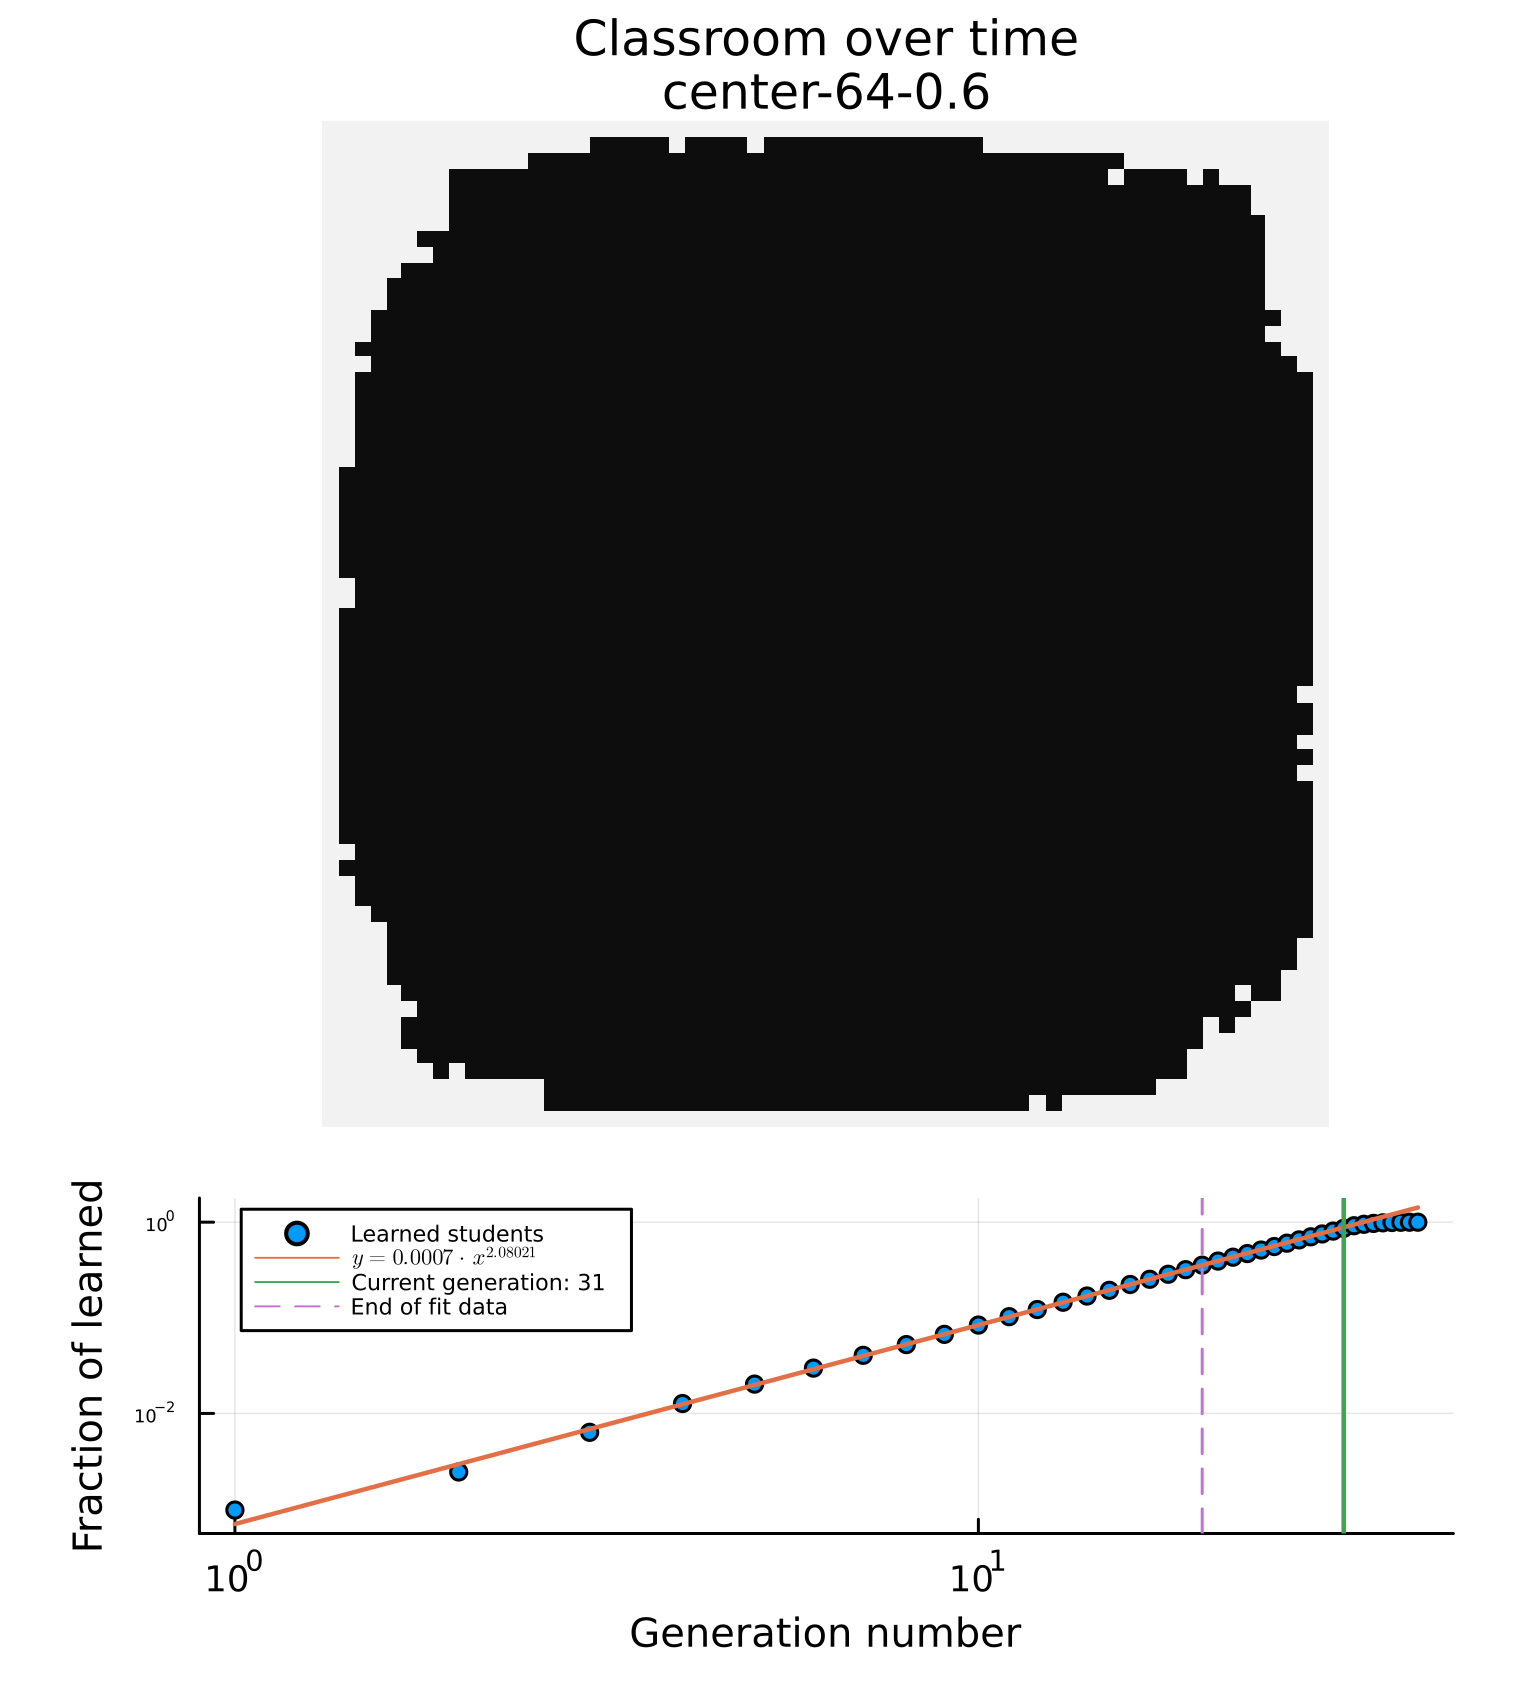 Classroom over time
center-64-0.6
Fraction of learned
10^0
10^-2
Learned students
y = 0.0007 · x^2.08021
Current generation: 31
End of fit data
10^0 10^1
Generation number